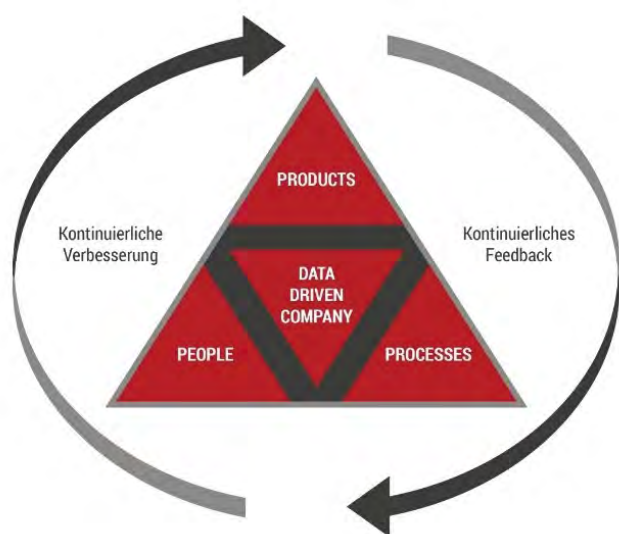 PRODUCTS
Kontinuierliche
Verbesserung
Kontinuierliches
Feedback
DATA
DRIVEN
COMPANY
PEOPLE
PROCESSES